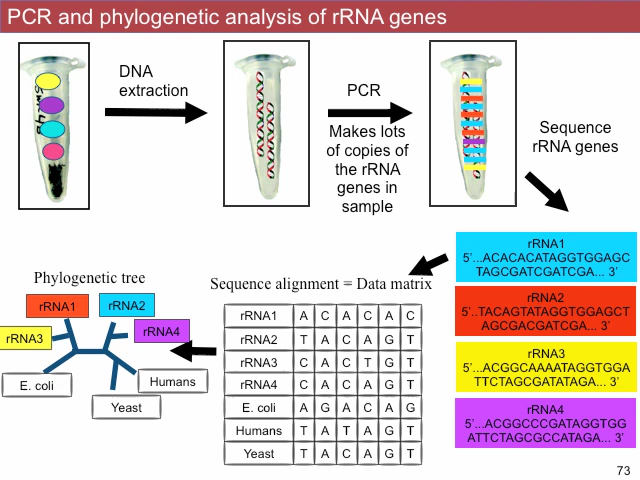 PCR and phylogenetic analysis of rRNA genes
DNA
extraction
PCR
Makes lots
of copies of
the rRNA
genes in
sample
Sequence
rRNA genes
rRNA1
5'...ACACACATAGGTGGAGC
TAGCGATCGATCGA... 3'
rRNA2
5'..TACAGTATAGGTGGAGCT
AGCGACGATCGA... 3'
rRNA3
5'...ACGGCAAAATAGGTGGA
TTCTAGCGATATAGA... 3'
rRNA4
5'...ACGGCCCGATAGGTGG
ATTCTAGCGCCATAGA... 3'
Sequence alignment = Data matrix
rRNA1 A C A C A C
rRNA2 T A C A G T
rRNA3 C A C T G T
rRNA4 C A C A G T
E. coli A G A C A G
Humans T A T A G T
Yeast T A C A G T
Phylogenetic tree
rRNA1 rRNA2
rRNA3 rRNA4
E. coli Humans
Yeast
73